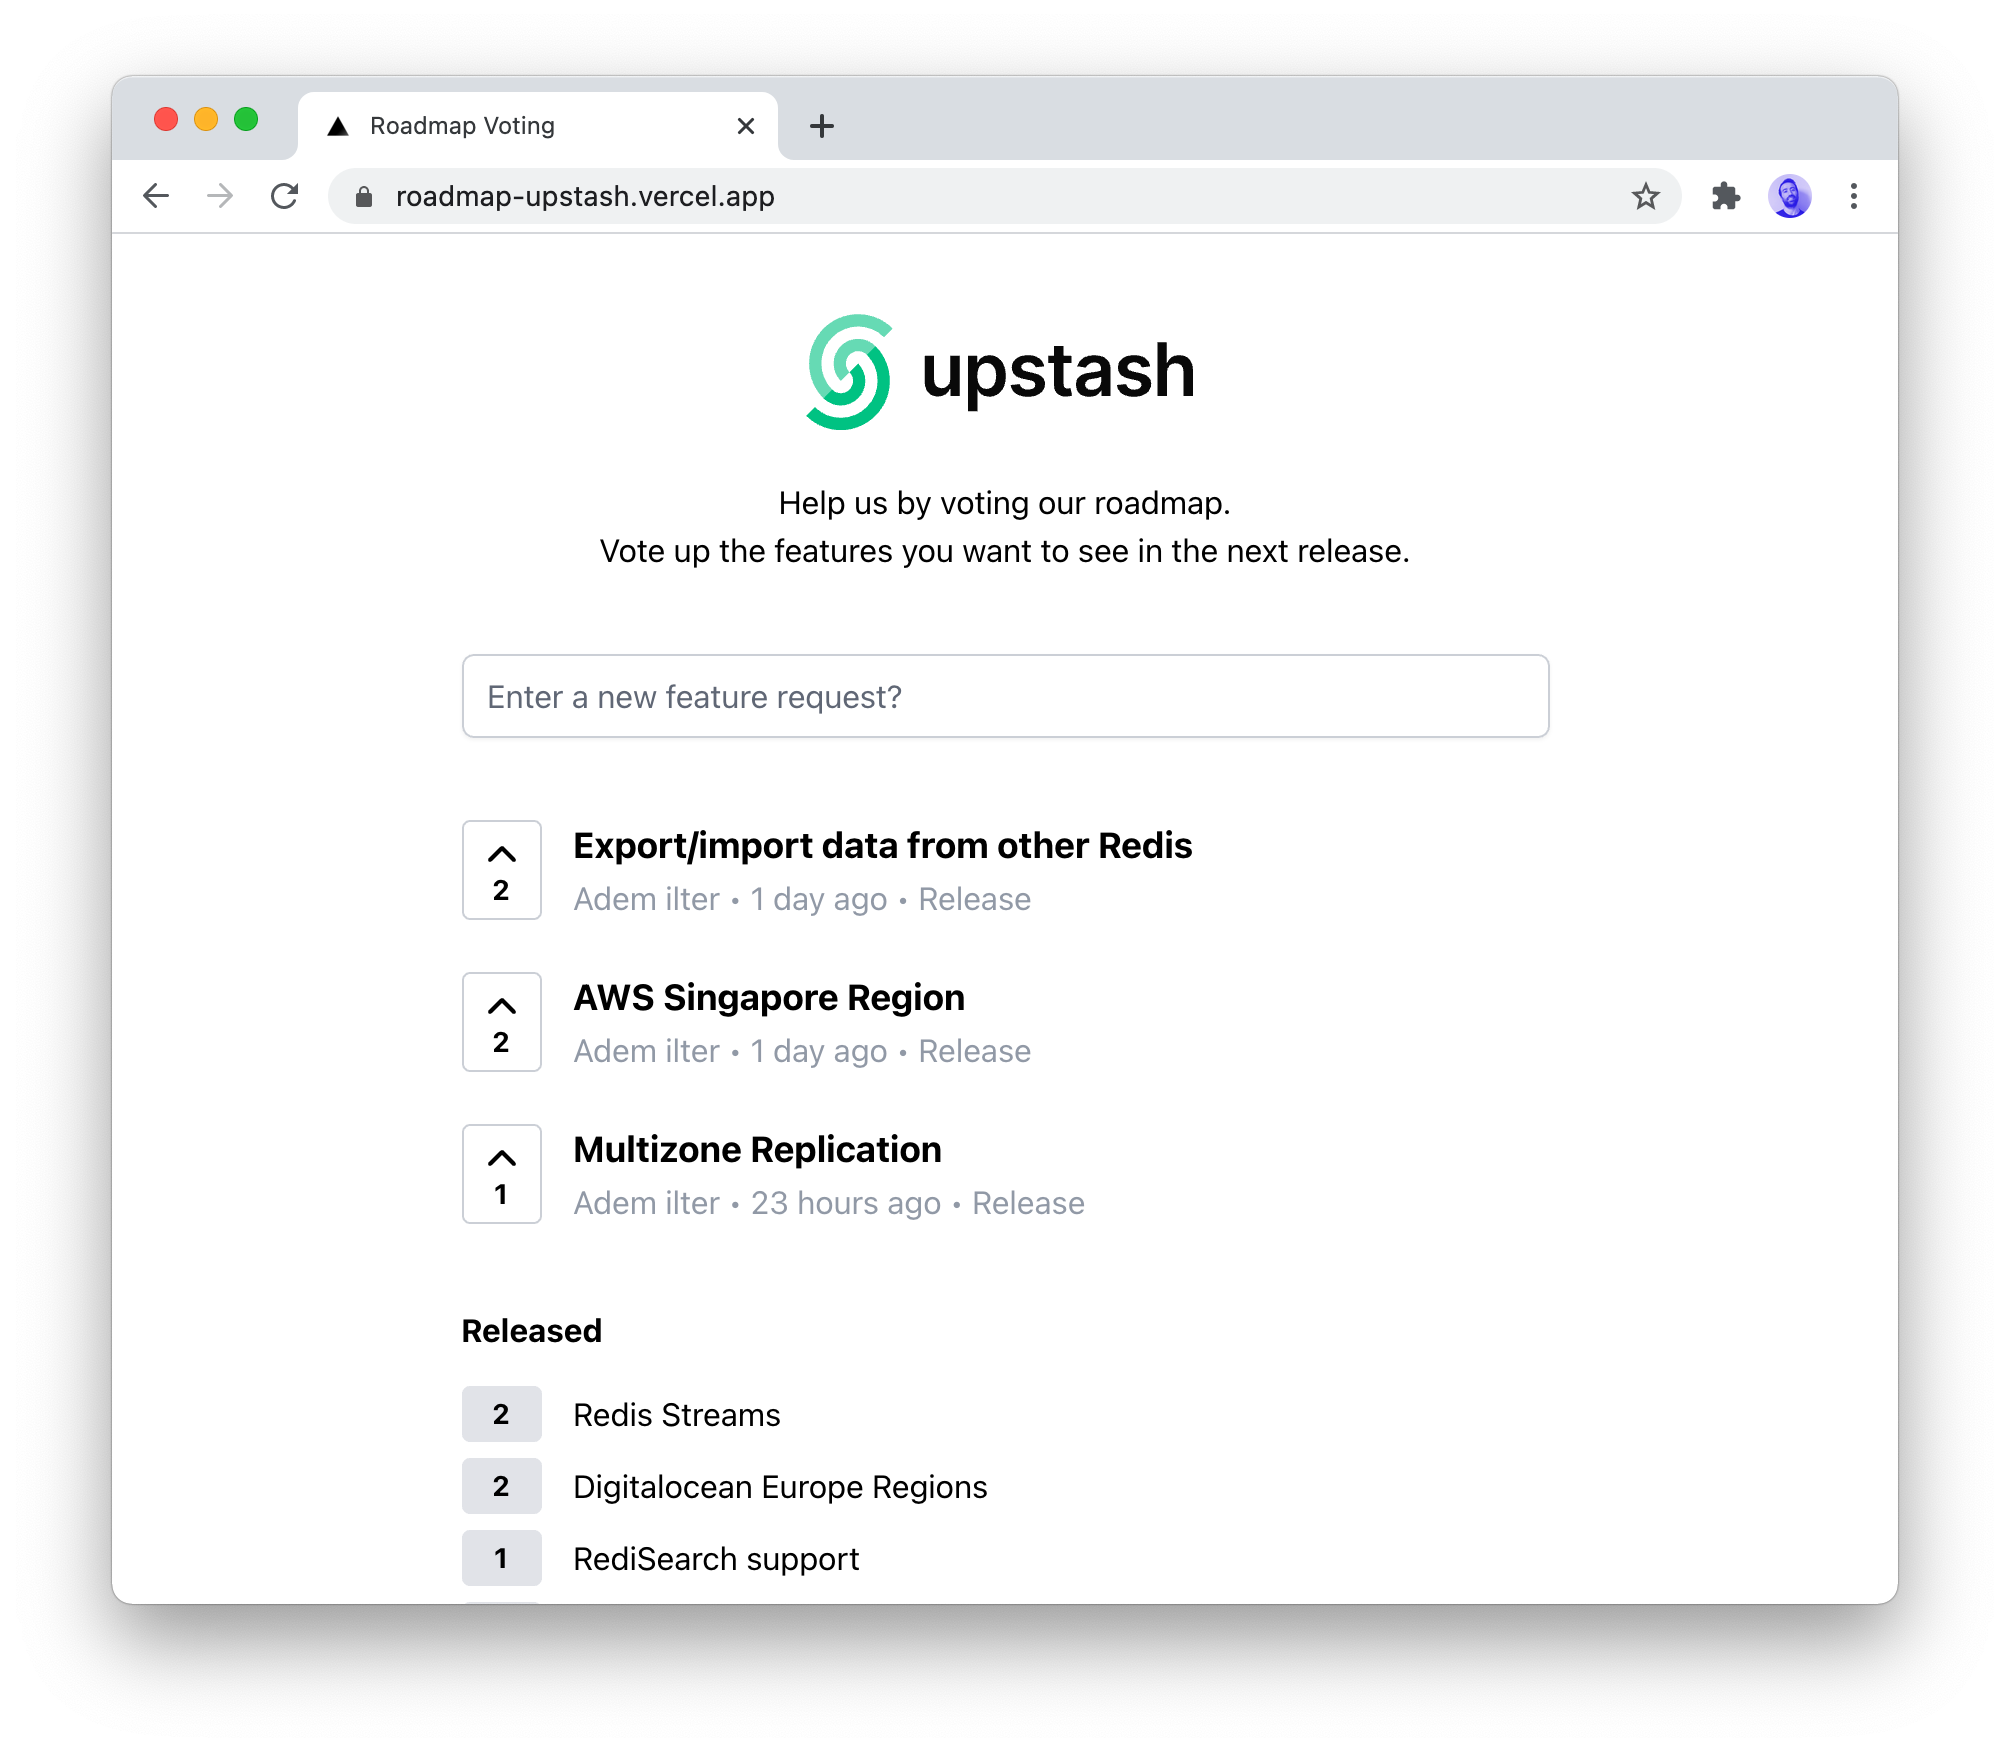 Roadmap Voting
roadmap-upstash.vercel.app
upstash
Help us by voting our roadmap.
Vote up the features you want to see in the next release.
Enter a new feature request?
Export/import data from other Redis
2
Adem ilter • 1 day ago • Release
AWS Singapore Region
2
Adem ilter • 1 day ago • Release
Multizone Replication
1
Adem ilter • 23 hours ago • Release
Released
2 Redis Streams
2 Digitalocean Europe Regions
1 RediSearch support